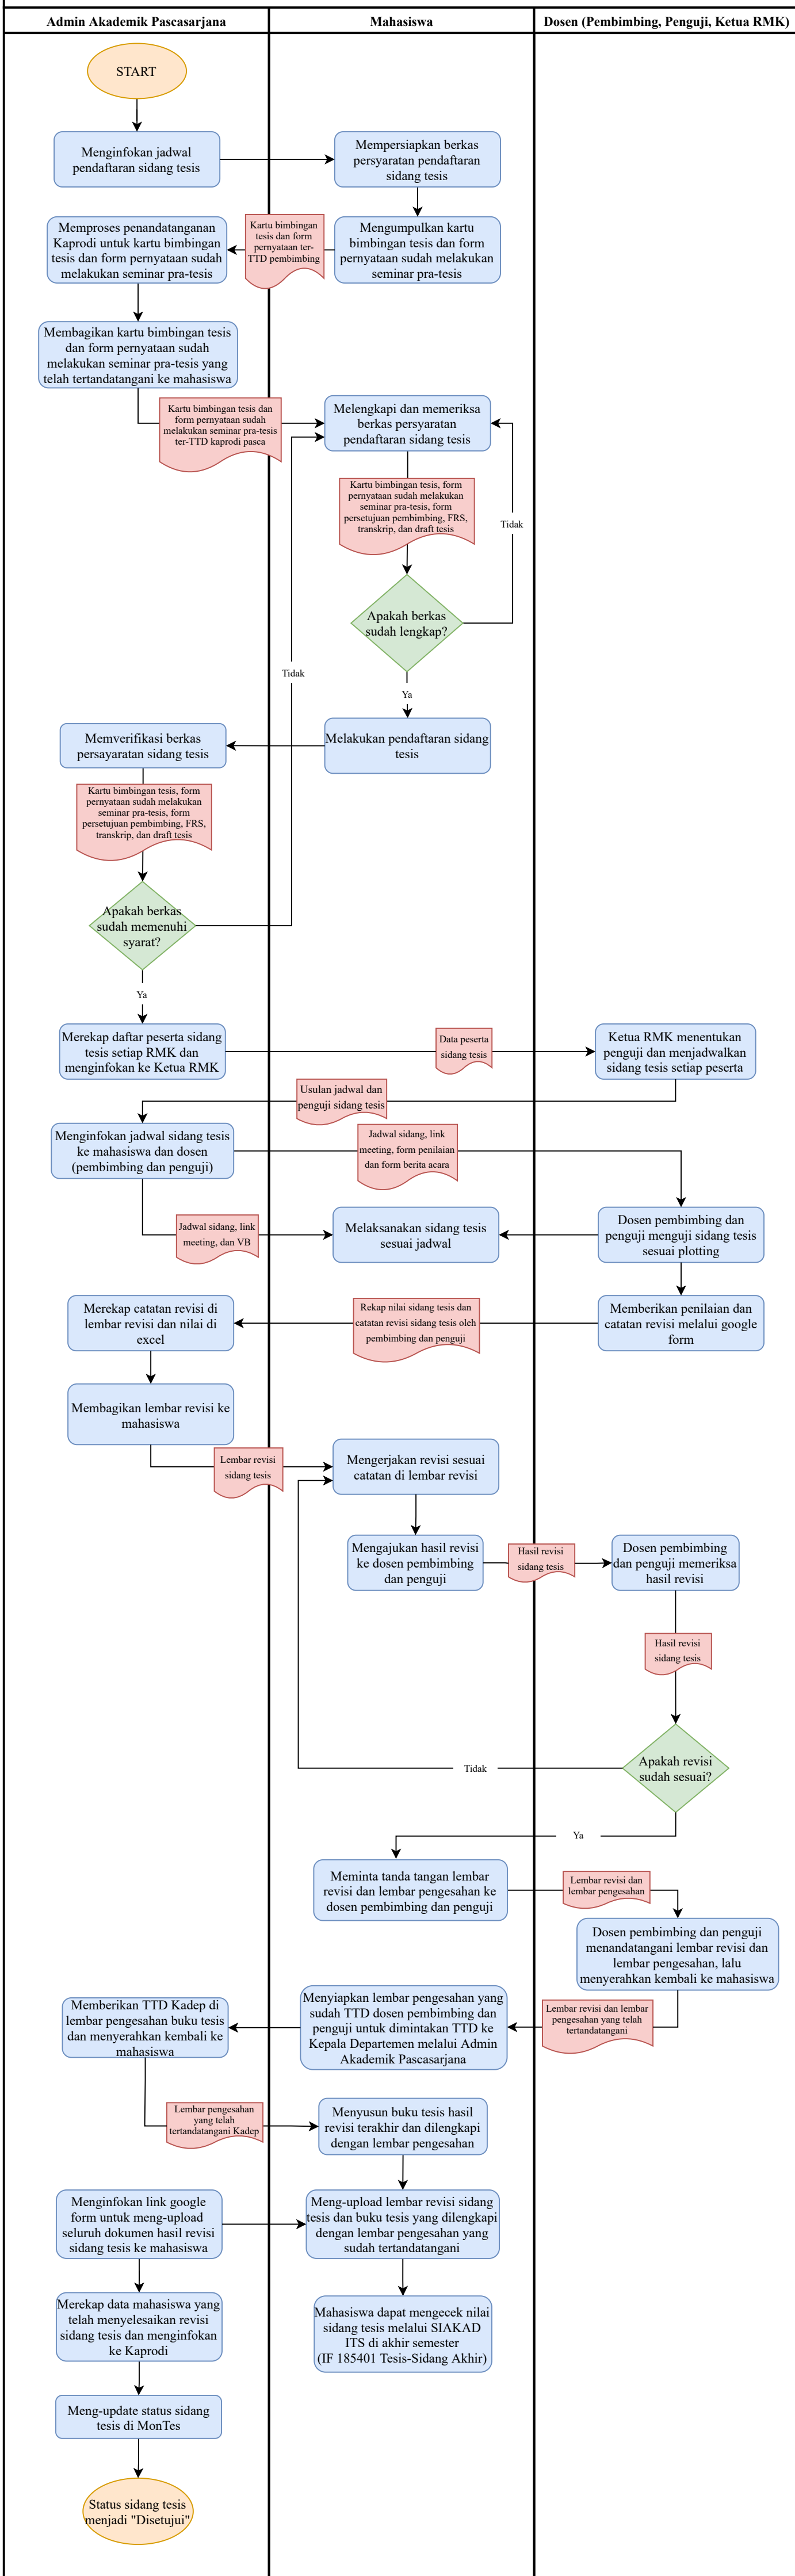 Admin Akademik Pascasarjana
Mahasiswa
Dosen (Pembimbing, Penguji, Ketua RMK)
START
Menginfokan jadwal
pendaftaran sidang tesis
Mempersiapkan berkas
persyaratan pendaftaran
sidang tesis
Memproses penandatanganan
Kaprodi untuk kartu bimbingan
tesis dan form pernyataan sudah
melakukan seminar pra-tesis
Kartu bimbingan
tesis dan form
pernyataan ter-
TTD pembimbing
Mengumpulkan kartu
bimbingan tesis dan form
pernyataan sudah melakukan
seminar pra-tesis
Membagikan kartu bimbingan tesis
dan form pernyataan sudah
melakukan seminar pra-tesis yang
telah tertandatangani ke mahasiswa
Kartu bimbingan tesis dan
form pernyataan sudah
melakukan seminar pra-tesis
ter-TTD kaprodi pasca
Melengkapi dan memeriksa
berkas persyaratan
pendaftaran sidang tesis
Kartu bimbingan tesis, form
pernyataan sudah melakukan
seminar pra-tesis, form
persetujuan pembimbing, FRS,
transkrip, dan draft tesis
Tidak
Apakah berkas
sudah lengkap?
Tidak
Ya
Memverifikasi berkas
persayaratan sidang tesis
Melakukan pendaftaran sidang
tesis
Kartu bimbingan tesis, form
pernyataan sudah melakukan
seminar pra-tesis, form
persetujuan pembimbing, FRS,
transkrip, dan draft tesis
Apakah berkas
sudah memenuhi
syarat?
Ya
Merekap daftar peserta sidang
tesis setiap RMK dan
menginfokan ke Ketua RMK
Data peserta
sidang tesis
Ketua RMK menentukan
penguji dan menjadwalkan
sidang tesis setiap peserta
Usulan jadwal dan
penguji sidang tesis
Menginfokan jadwal sidang tesis
ke mahasiswa dan dosen
(pembimbing dan penguji)
Jadwal sidang, link
meeting, form penilaian
dan form berita acara
Jadwal sidang, link
meeting, dan VB
Melaksanakan sidang tesis
sesuai jadwal
Dosen pembimbing dan
penguji menguji sidang tesis
sesuai plotting
Merekap catatan revisi di
lembar revisi dan nilai di
excel
Rekap nilai sidang tesis dan
catatan revisi sidang tesis oleh
pembimbing dan penguji
Memberikan penilaian dan
catatan revisi melalui google
form
Membagikan lembar revisi ke
mahasiswa
Lembar revisi
sidang tesis
Mengerjakan revisi sesuai
catatan di lembar revisi
Mengajukan hasil revisi
ke dosen pembimbing
dan penguji
Hasil revisi
sidang tesis
Dosen pembimbing
dan penguji memeriksa
hasil revisi
Hasil revisi
sidang tesis
Apakah revisi
sudah sesuai?
Tidak
Ya
Meminta tanda tangan lembar
revisi dan lembar pengesahan ke
dosen pembimbing dan penguji
Lembar revisi dan
lembar pengesahan
Dosen pembimbing dan penguji
menandatangani lembar revisi dan
lembar pengesahan, lalu
menyerahkan kembali ke mahasiswa
Memberikan TTD Kadep di
lembar pengesahan buku tesis
dan menyerahkan kembali ke
mahasiswa
Menyiapkan lembar pengesahan yang
sudah TTD dosen pembimbing dan
penguji untuk dimintakan TTD ke
Kepala Departemen melalui Admin
Akademik Pascasarjana
Lembar revisi dan lembar
pengesahan yang telah
tertandatangani
Lembar pengesahan
yang telah
tertandatangani Kadep
Menyusun buku tesis hasil
revisi terakhir dan dilengkapi
dengan lembar pengesahan
Menginfokan link google
form untuk meng-upload
seluruh dokumen hasil revisi
sidang tesis ke mahasiswa
Meng-upload lembar revisi sidang
tesis dan buku tesis yang dilengkapi
dengan lembar pengesahan yang
sudah tertandatangani
Merekap data mahasiswa yang
telah menyelesaikan revisi
sidang tesis dan menginfokan
ke Kaprodi
Mahasiswa dapat mengecek nilai
sidang tesis melalui SIAKAD
ITS di akhir semester
(IF 185401 Tesis-Sidang Akhir)
Meng-update status sidang
tesis di MonTes
Status sidang tesis
menjadi "Disetujui"